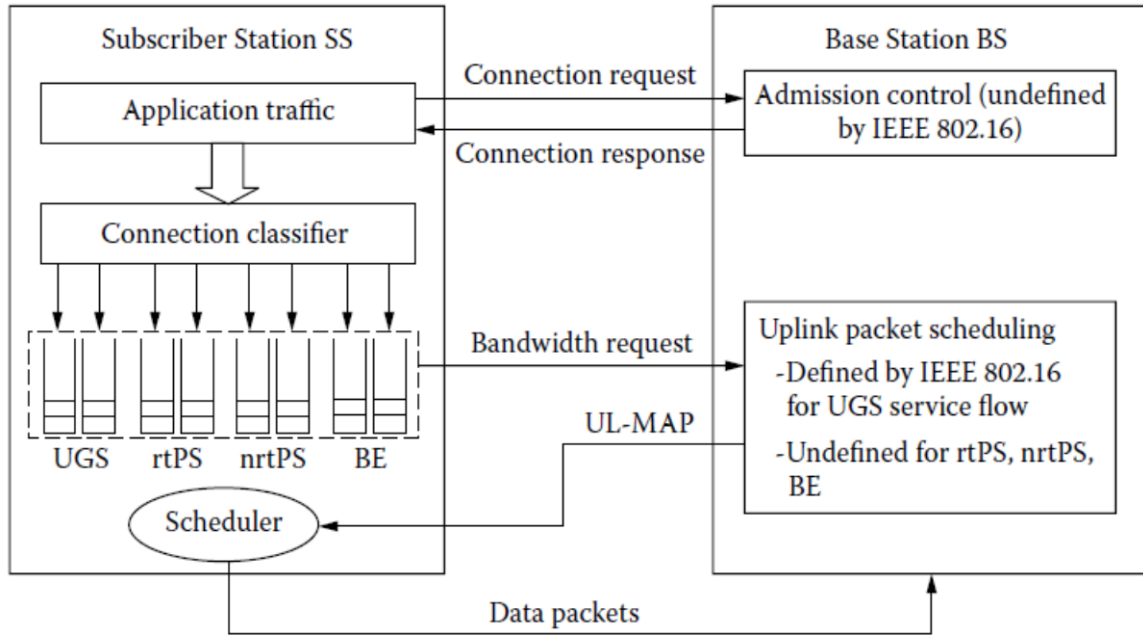 Subscriber Station SS
Base Station BS
Application traffic
Connection request
Connection response
Admission control (undefined
by IEEE 802.16)
Connection classifier
Bandwidth request
UL-MAP
Uplink packet scheduling
-Defined by IEEE 802.16
for UGS service flow
-Undefined for rtPS, nrtPS,
BE
UGS rtPS nrtPS BE
Scheduler
Data packets